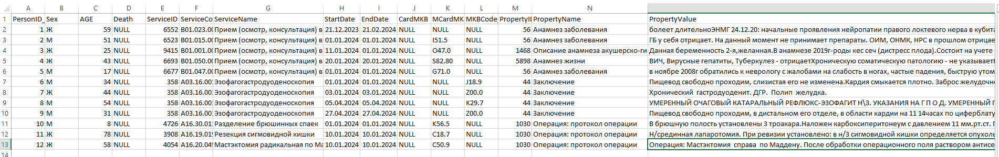 A B C D E F G H I J K L M N
1 PersonID_ Sex AGE Death ServiceID ServiceCo ServiceName StartDate EndDate CardMKB MCardMK MKBCode_ PropertyID PropertyName PropertyValue
2 1 Ж 59 NULL 6552 B01.023.00 Прием (осмотр, консультация) в 21.12.2023 21.02.2024 NULL NULL NULL 56 Анамнез заболевания болеет длительноЭНМГ 24.12.20: начальные проявления нейропатии правого локтевого нерва в кубита
3 2 М 51 NULL 6523 B01.015.00 Прием (осмотр, консультация) в 01.01.2024 01.01.2024 NULL I51.5 NULL 56 Анамнез заболевания ГБ у себя отрицает. На данный момент не принимает препараты. ОИМ, ОНМК, НРС в прошлом отрицае
4 3 Ж 25 NULL 9415 B01.001.00 Прием (осмотр, консультация) в 11.01.2024 01.01.2024 NULL O47.0 NULL 1468 Описание анамнеза акушерско-ги Данная беременность 2-я,желанная.В анамнезе 2019г-роды кес сеч (дистресс плода).Состоит на учете
5 4 Ж 43 NULL 6693 B01.050.00 Прием (осмотр, консультация) в 20.01.2024 20.01.2024 NULL S82.80 NULL 5898 Анамнез жизни ВИЧ, Вирусные гепатиты, Туберкулез - отрицаетХроническую соматическую патологию - не указывает
6 5 М 17 NULL 6677 B01.047.00 Прием (осмотр, консультация) в 01.01.2024 01.01.2024 NULL G71.0 NULL 56 Анамнез заболевания в ноябре 2008г обратились к неврологу с жалобами на слабость в ногах, частые падения, быструю утом
7 6 М 34 NULL 358 A03.16.00 Эзофагогастродуоденоскопия 01.01.2024 01.01.2024 NULL NULL J18.9 44 Заключение Пищевод свободно проходим, слизистая его не изменена.Кардия смыкается плотно. Заброс желудочн
8 7 Ж 44 NULL 358 A03.16.00 Эзофагогастродуоденоскопия 03.01.2024 03.01.2024 NULL NULL Z00.0 44 Заключение Хронический гастродуоденит. ДГР. Полип желудка.
9 8 М 54 NULL 358 A03.16.00 Эзофагогастродуоденоскопия 05.04.2024 05.04.2024 NULL NULL K29.7 44 Заключение УМЕРЕННЫЙ ОЧАГОВЫЙ КАТАРАЛЬНЫЙ РЕФЛЮКС-ЭЗОФАГИТ Н\З. УКАЗАНИЯ НА Г П О Д. УМЕРЕННЫЙ Г
10 9 М 31 NULL 358 A03.16.00 Эзофагогастродуоденоскопия 27.04.2024 27.04.2024 NULL NULL Z00.0 44 Заключение Пищевод свободно проходим, в дистальном его отделе, в области кардии на 11 14часах по циферблату
11 10 М 8 NULL 4726 A16.30.01 Разделение брюшинных спаек 01.01.2024 01.01.2024 NULL K56.5 NULL 1030 Операция: протокол операции В брюшную полость установлены 3 троакара.Наложен карбоксиперитонеум с давлением 11 мм.рт.ст.
12 11 Ж 78 NULL 3908 A16.19.01 Резекция сигмовидной кишки 10.01.2024 10.01.2024 NULL C18.7 NULL 1030 Операция: протокол операции Н/срединная лапаротомия. При ревизии установлено: в н/3 сигмовидной кишки определяется опухоль
13 12 Ж 58 NULL 4054 A16.20.04 Мастэктомия радикальная по Ма 10.01.2024 10.01.2024 NULL C50.9 NULL 1030 Операция: протокол операции Операция: Мастэктомия справа по Маддену. После обработки операционного поля раствором антисе
14